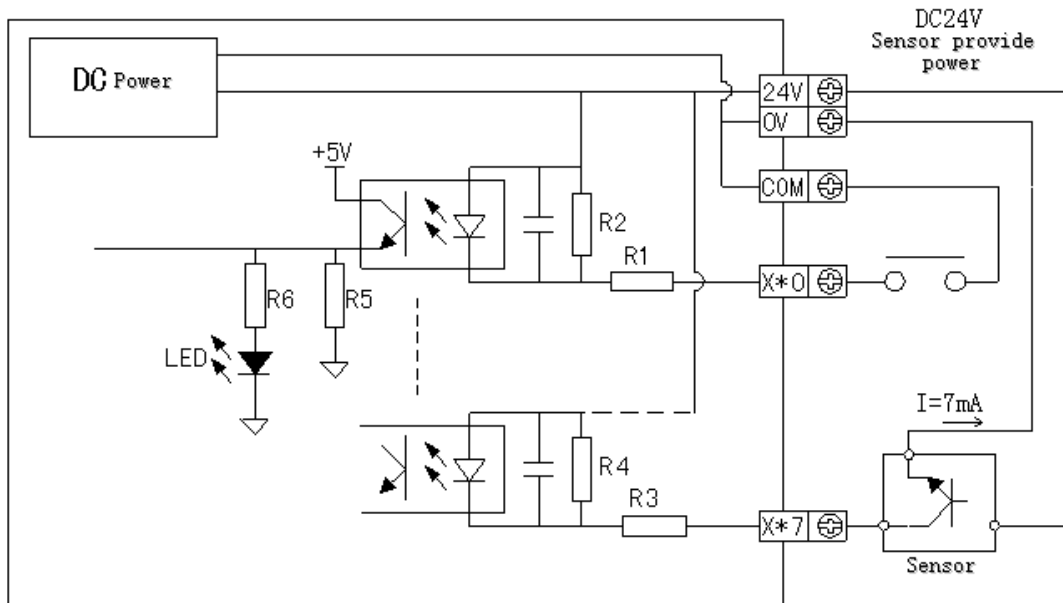 DC24V
Sensor provide
power
DC Power
24V
0V
+5V
COM
R2
R1
X*0
R6
R5
LED
I=7mA
R4
R3
X*7
Sensor